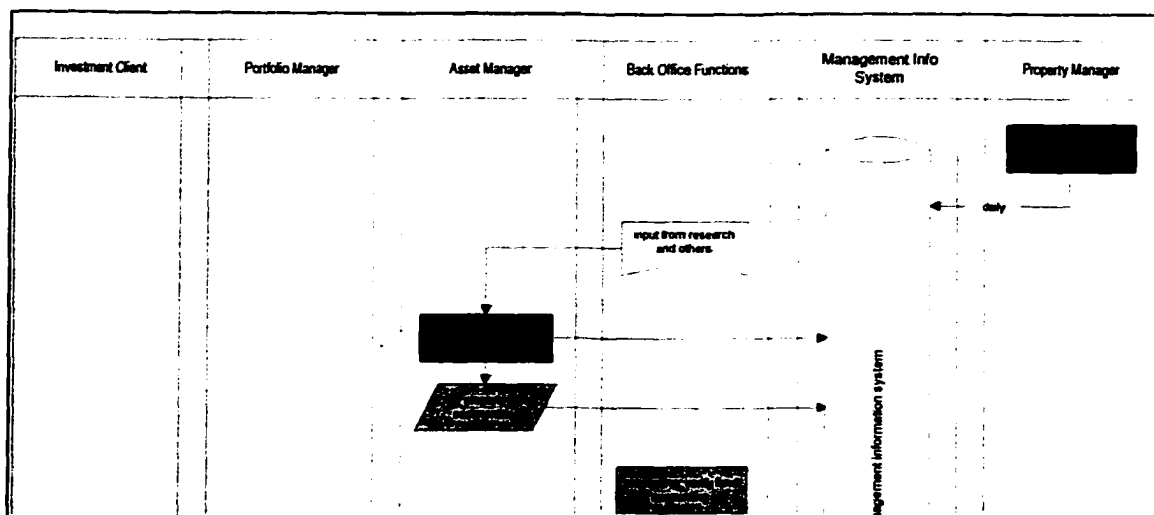 Investment Client
Portfolio Manager
Asset Manager
Back Office Functions
Management Info
System
Property Manager
daily
input from research
and others
agement information system